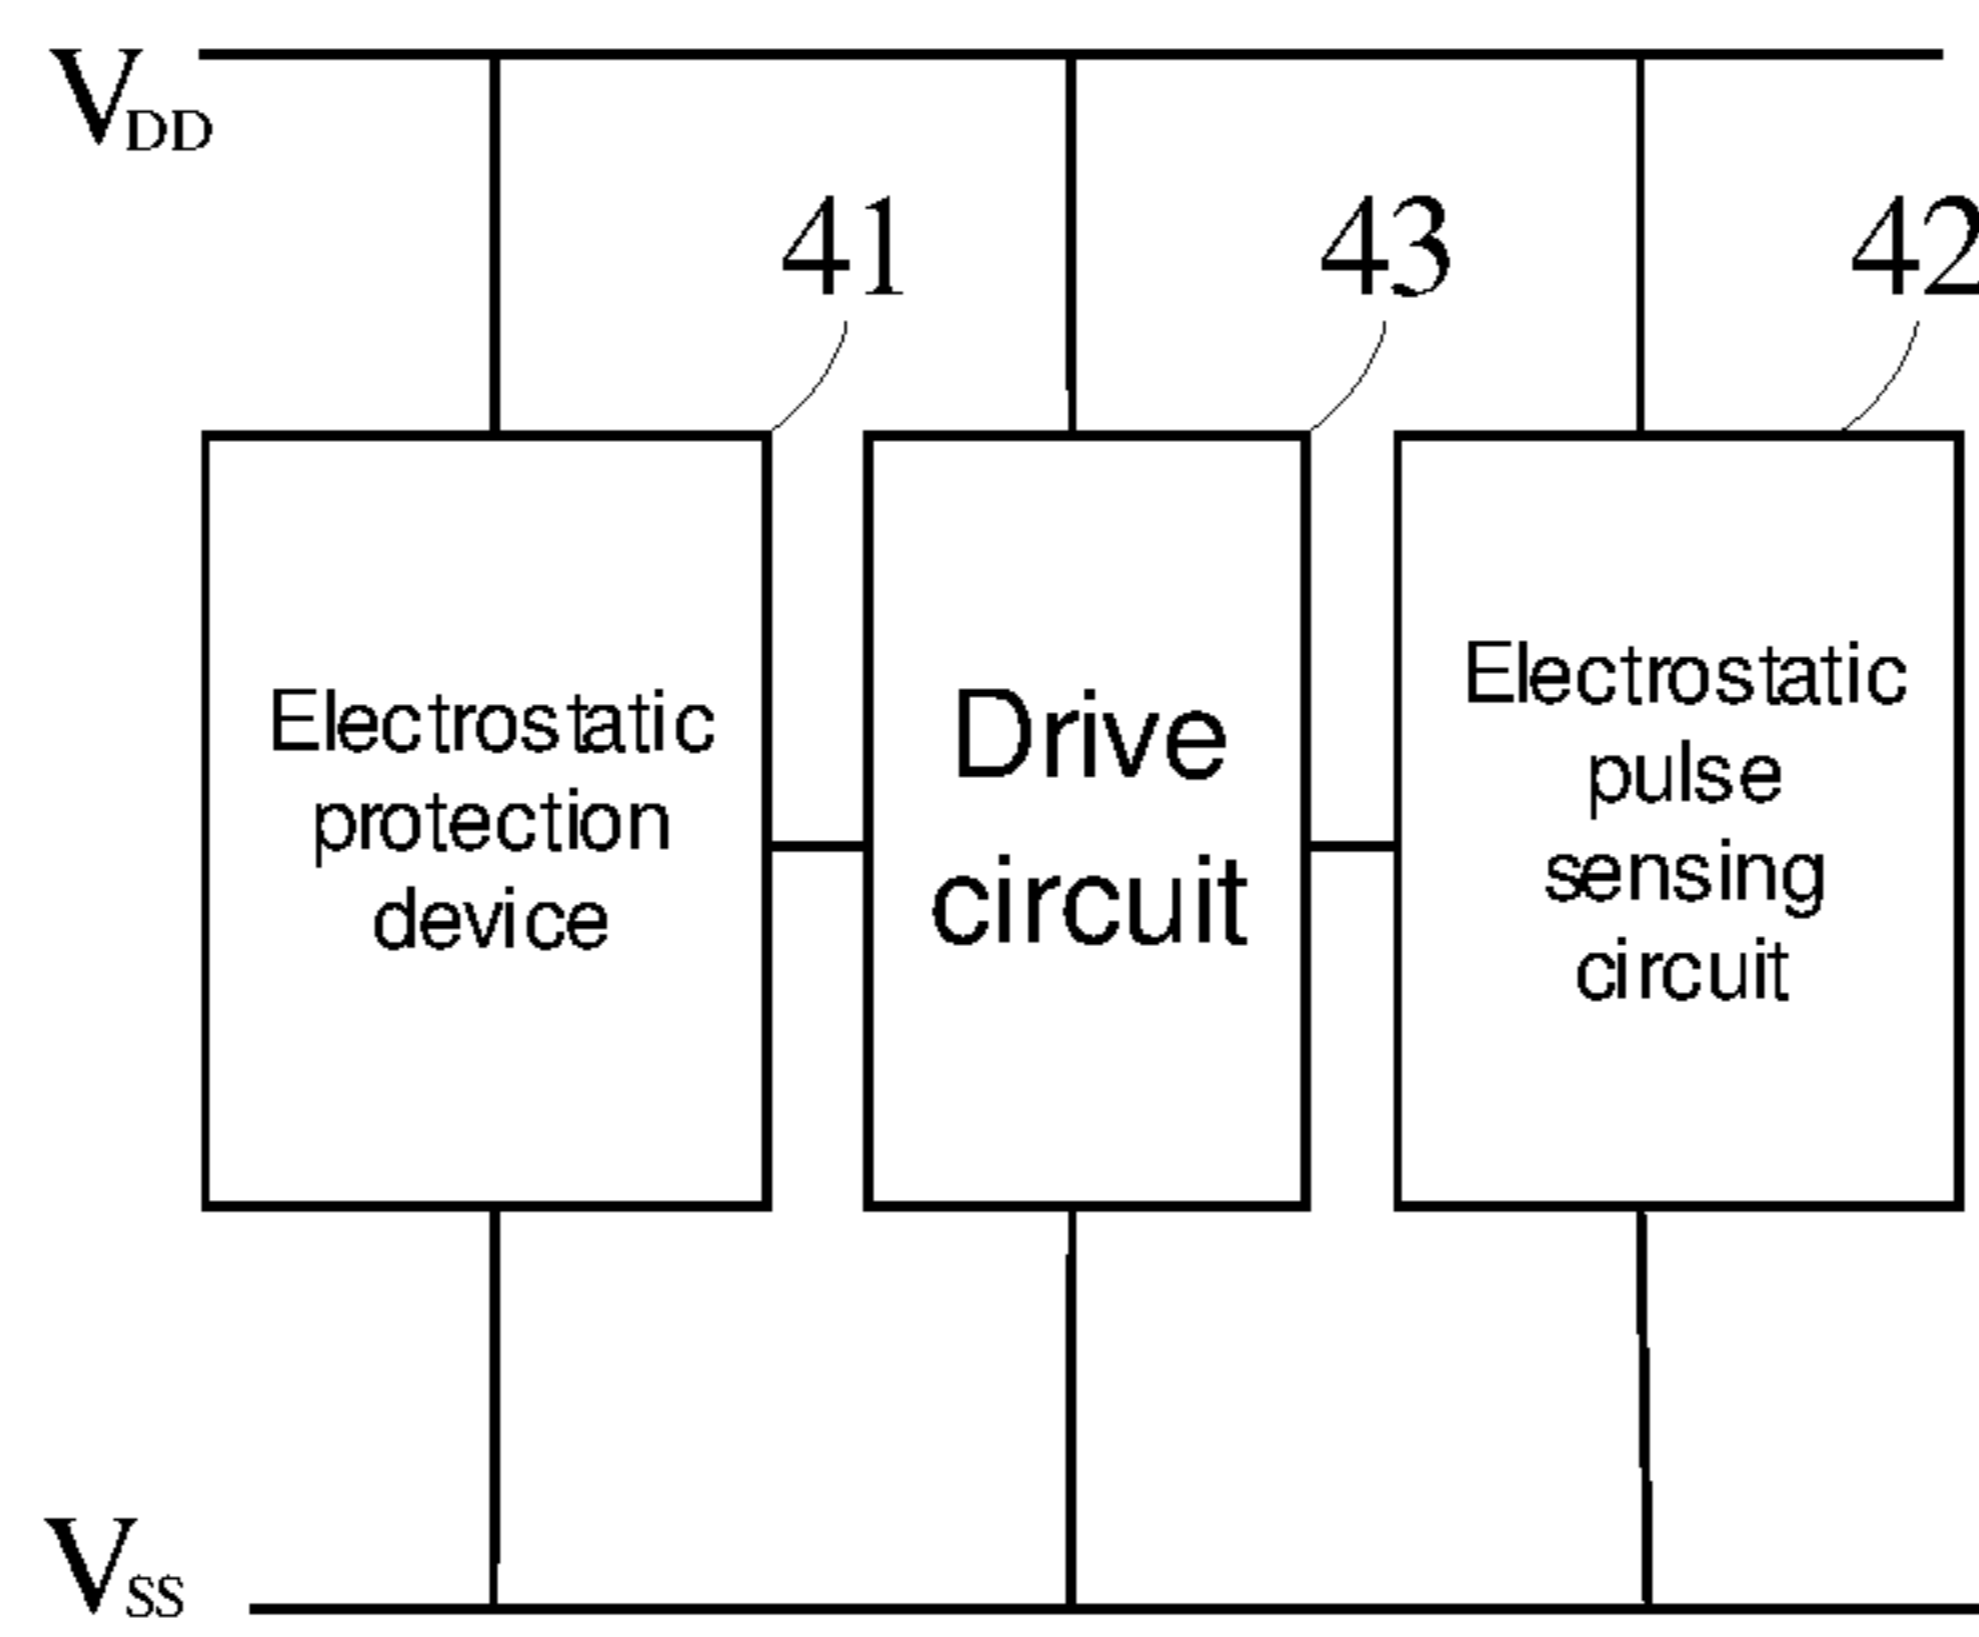 VDD
41
43
42
Electrostatic
protection
device
Drive
circuit
Electrostatic
pulse
sensing
circuit
VSS